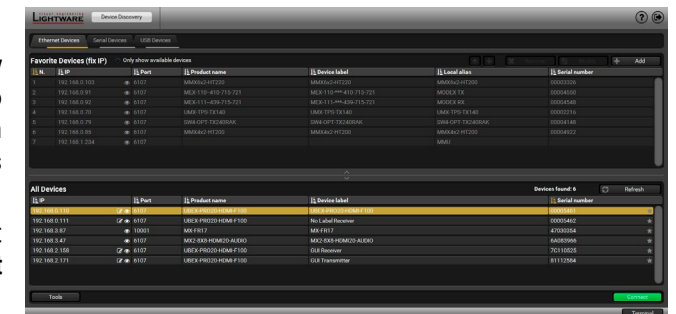 visual engineering
LIGHTWARE Device Discovery
Ethernet Devices Serial Devices USB Devices
Favorite Devices (fix IP) Only show available devices Add
N. IP Port Product name Device label Local alias Serial number
1 192.168.0.103 6107 MMX6x2-HT220 MMX6x2-HT200 MMX6x2-HT200 00003326
2 192.168.0.91 6107 MEX-110-410-715-721 MEX-110-***-410-715-721 MODEX TX 00004500
3 192.168.0.92 6107 MEX-111-439-715-721 MEX-111-***-439-715-721 MODEX RX 00004548
4 192.168.0.70 6107 UMX-TPS-TX140 UMX-TPS-TX140 UMX-TPS-TX140 00002216
5 192.168.0.79 6107 SW4-OPT-TX240RAK SW4-OPT-TX240RAK SW4-OPT-TX240RAK 00004148
6 192.168.0.85 6107 MMX4x2-HT200 MMX4x2-HT200 00004922
7 192.168.1.234 6107 MMU
All Devices Devices found: 6 Refresh
IP Port Product name Device label Serial number
192.168.0.110 6107 UBEX-PRO20-HDMI-F100 UBEX-PRO20-HDMI-F100 00005461
192.168.0.111 6107 UBEX-PRO20-HDMI-F100 No Label Receiver 00005462
192.168.3.67 10001 MX-FR17 MX-FR17 47030354
192.168.3.47 6107 MX2-8X8-HDMI20-AUDIO MX2-8X8-HDMI20-AUDIO 6A083966
192.168.2.158 6107 UBEX-PRO20-HDMI-F100 GUI Receiver 7C110525
192.168.2.171 6107 UBEX-PRO20-HDMI-F100 GUI Transmitter 81112584
Tools Connect
Terminal